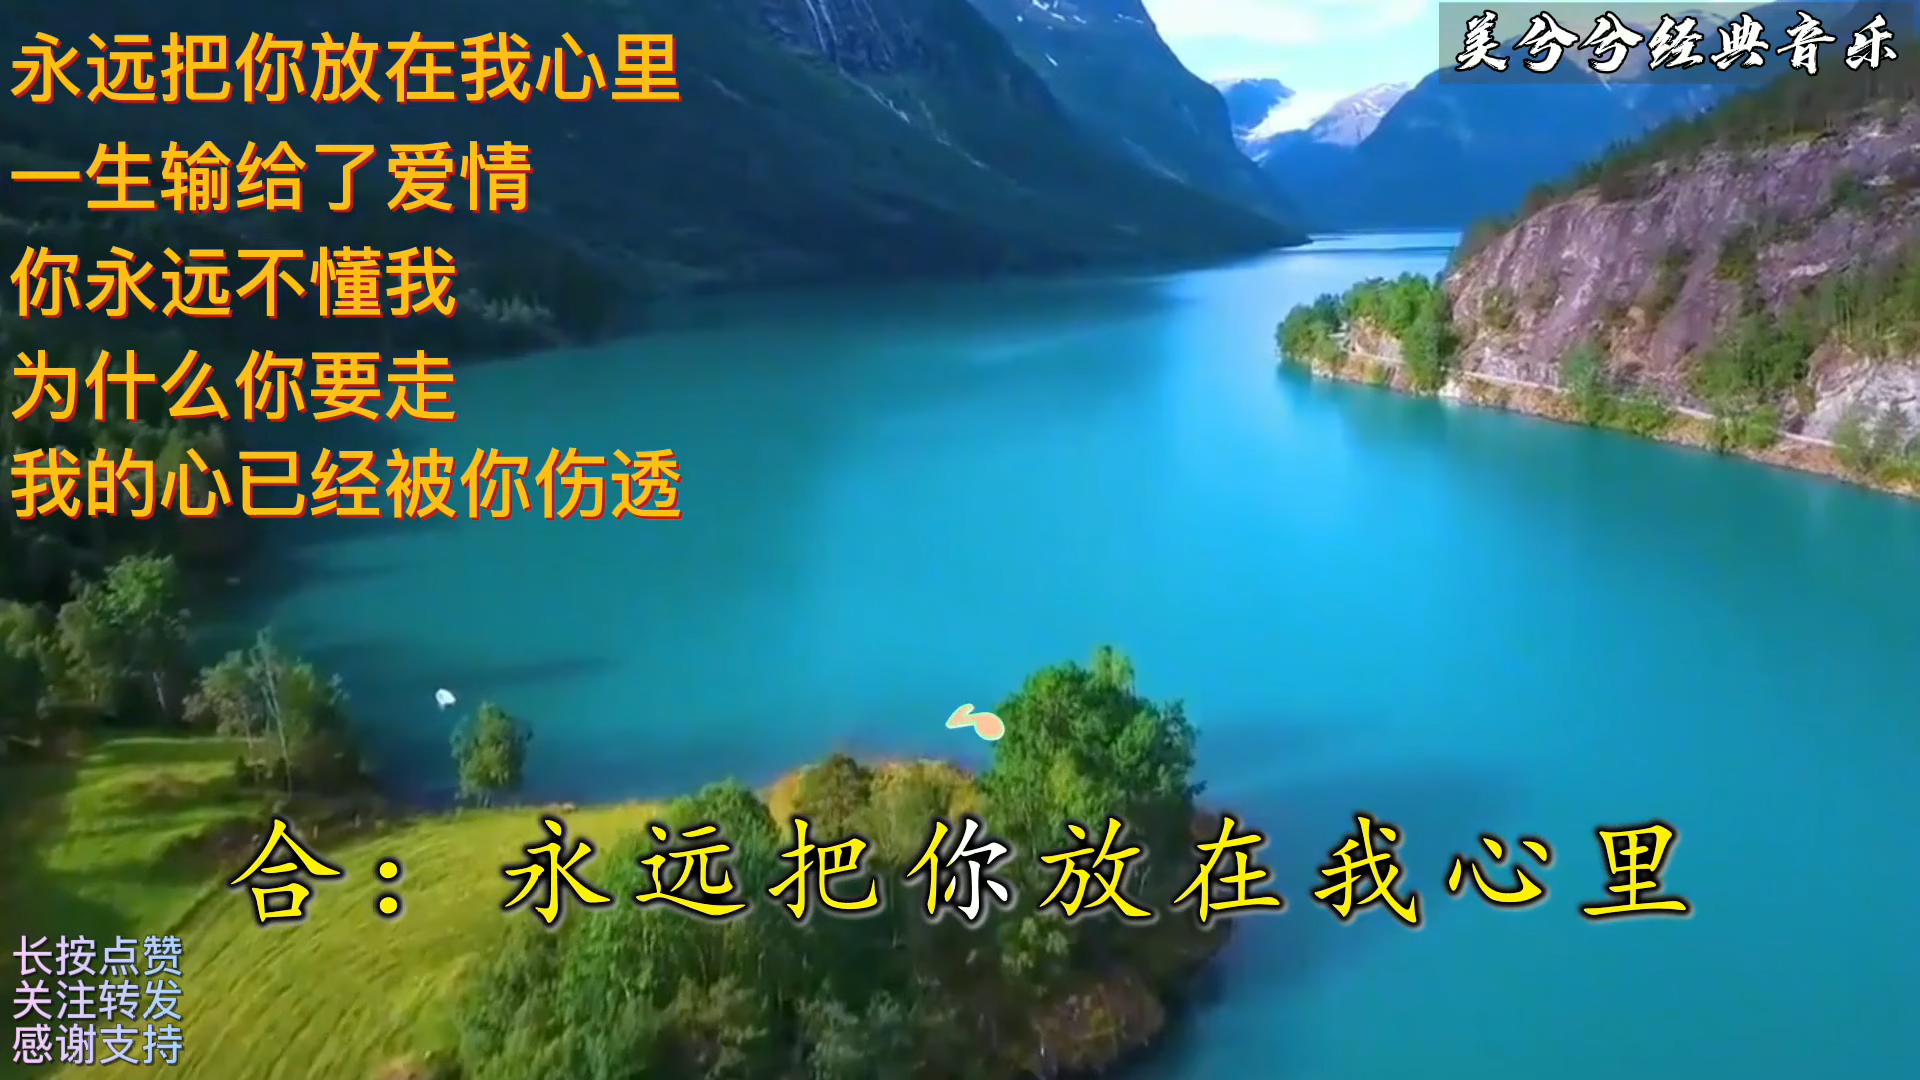 美兮兮经典音乐
永远把你放在我心里
一生输给了爱情
你永远不懂我
为什么你要走
我的心已经被你伤透
合：永远把你放在我心里
长按点赞
关注转发
感谢支持